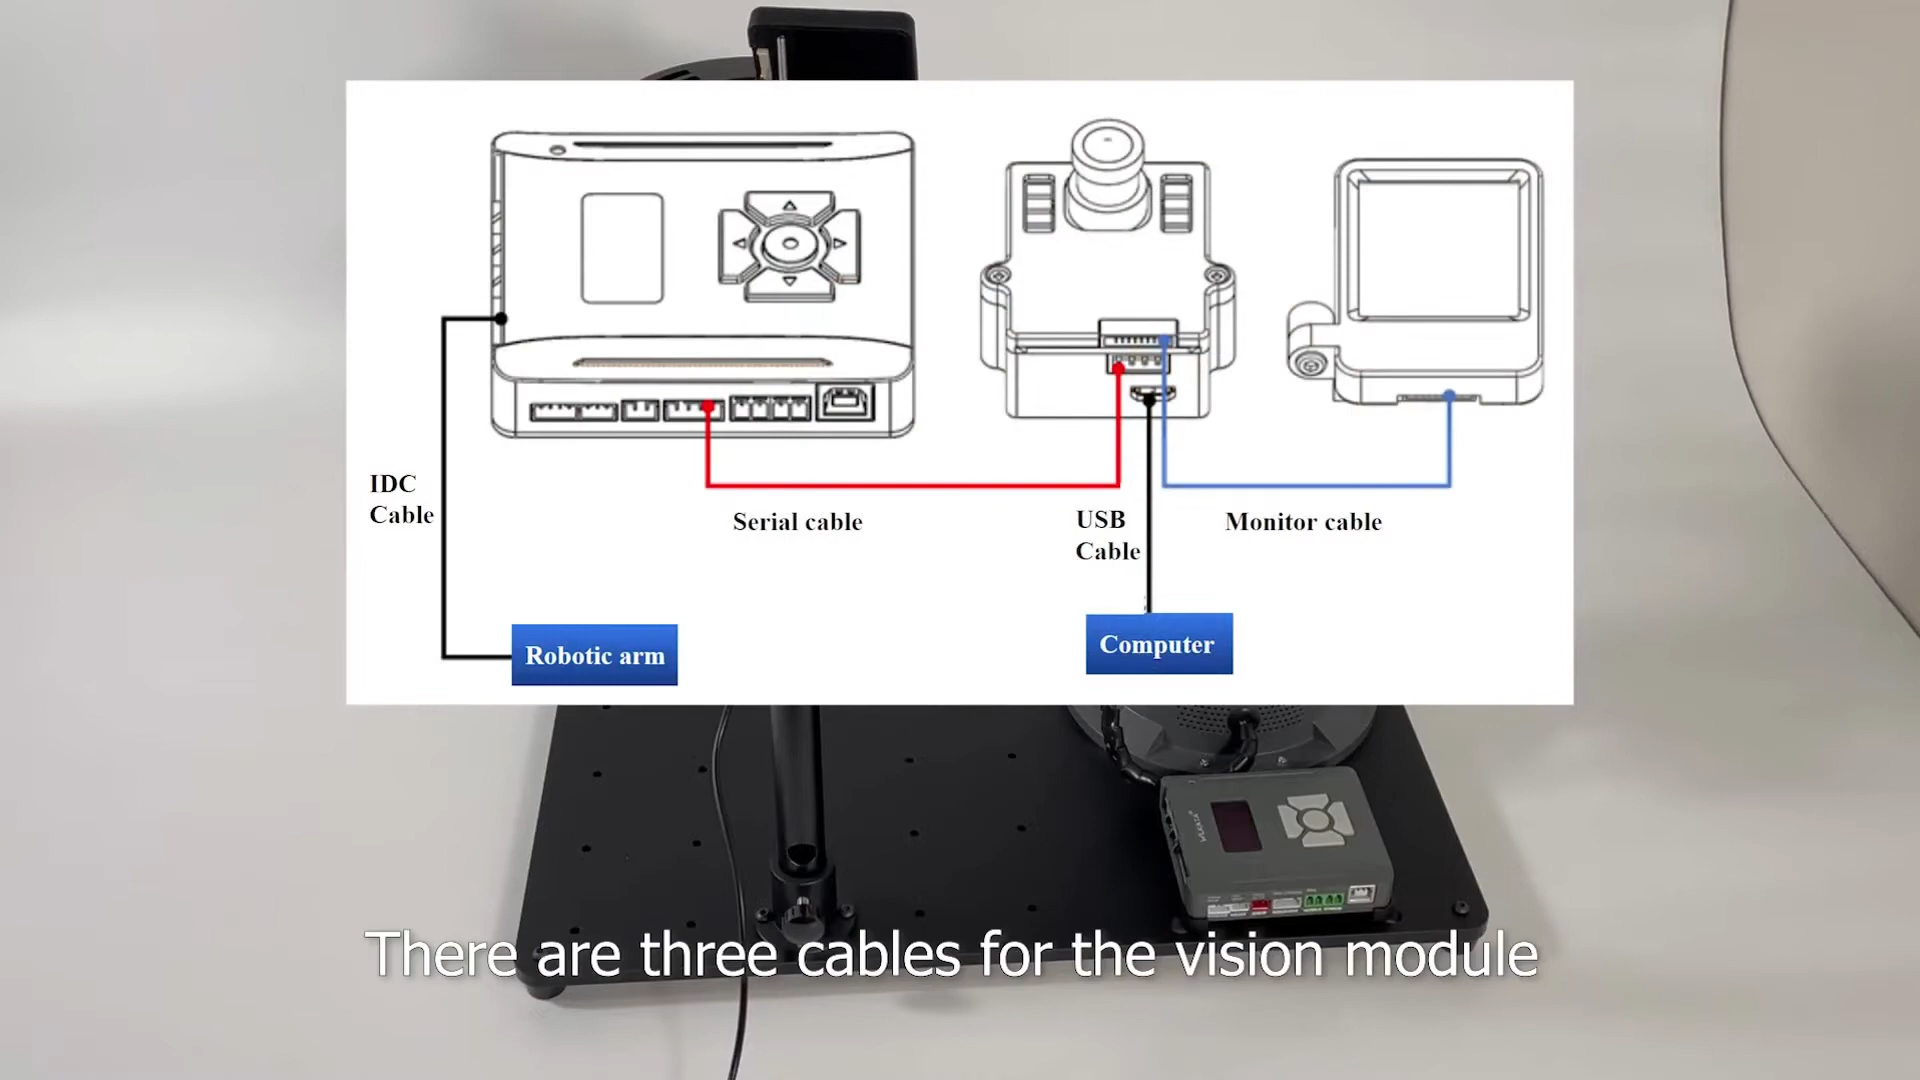 IDC
Cable
Serial cable
USB
Cable
Monitor cable
Robotic arm
Computer
WLKATA
There are three cables for the vision module